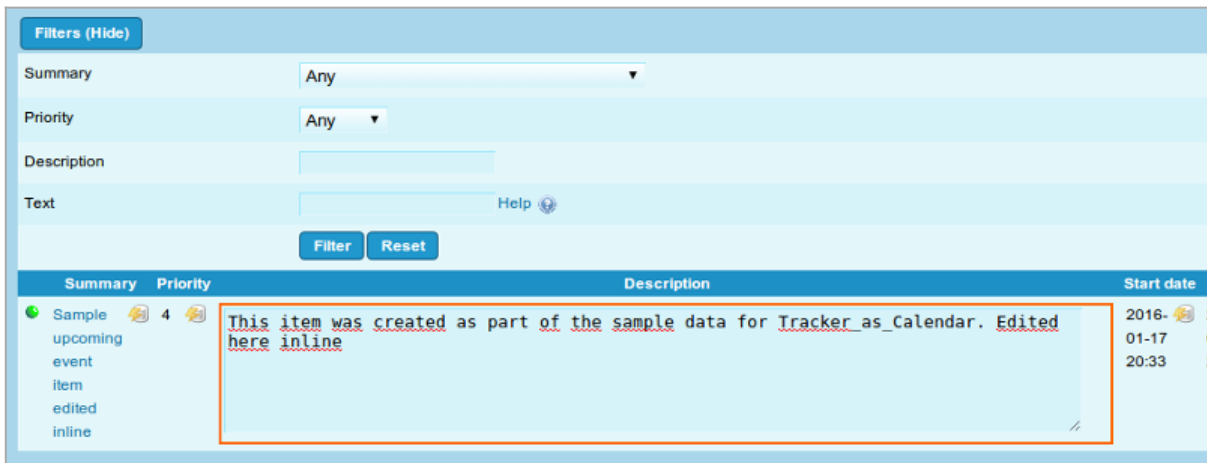 Filters (Hide)
Summary Any
Priority Any
Description
Text Help
Filter Reset
Summary Priority Description Start date
Sample 4 This item was created as part of the sample data for Tracker_as_Calendar. Edited 2016-
upcoming here inline 01-17
event 20:33
item
edited
inline